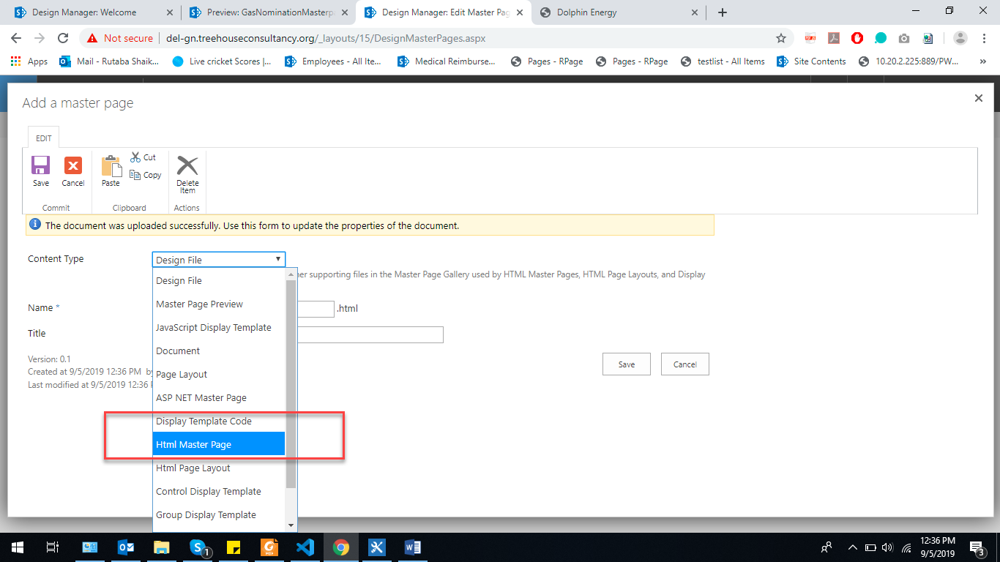 Design Manager: Welcome
Preview: GasNominationMasterpa
Design Manager: Edit Master Pag
Dolphin Energy
Not secure
del-gn.treehouseconsultancy.org/_layouts/15/DesignMasterPages.aspx
Apps
Mail - Rutaba Shaik...
Live cricket Scores |...
Employees - All Ite...
Medical Reimburse...
Pages - RPage
Pages - RPage
testlist - All Items
Site Contents
10.20.2.225:889/PW...
»
Add a master page
EDIT
Save
Cancel
Paste
Cut
Copy
Delete
Item
Commit
Clipboard
Actions
The document was uploaded successfully. Use this form to update the properties of the document.
Content Type
Design File
her supporting files in the Master Page Gallery used by HTML Master Pages, HTML Page Layouts, and Display
Design File
Master Page Preview
Name *
.html
JavaScript Display Template
Title
Document
Version: 0.1
Created at 9/5/2019 12:36 PM by
Last modified at 9/5/2019 12:36 P
Save
Cancel
Page Layout
ASP NET Master Page
Display Template Code
Html Master Page
Html Page Layout
Control Display Template
Group Display Template
1
12:36 PM
9/5/2019
3